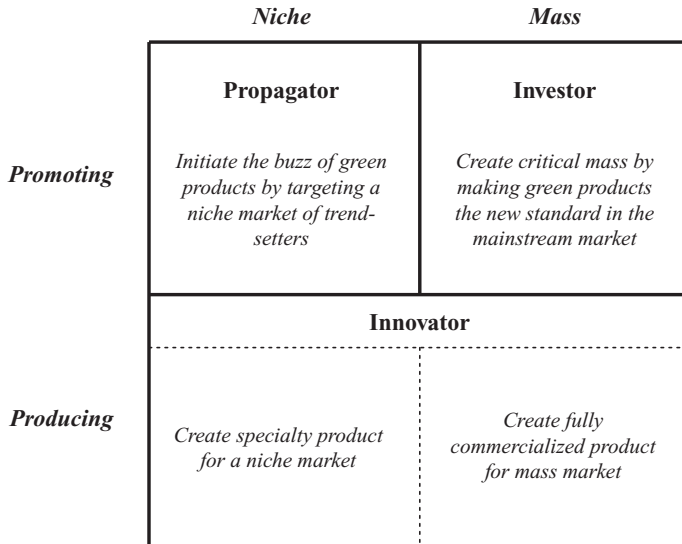 Niche
Mass
Propagator
Investor
Promoting
Initiate the buzz of green
products by targeting a
niche market of trend-
setters
Create critical mass by
making green products
the new standard in the
mainstream market
Innovator
Producing
Create specialty product
for a niche market
Create fully
commercialized product
for mass market